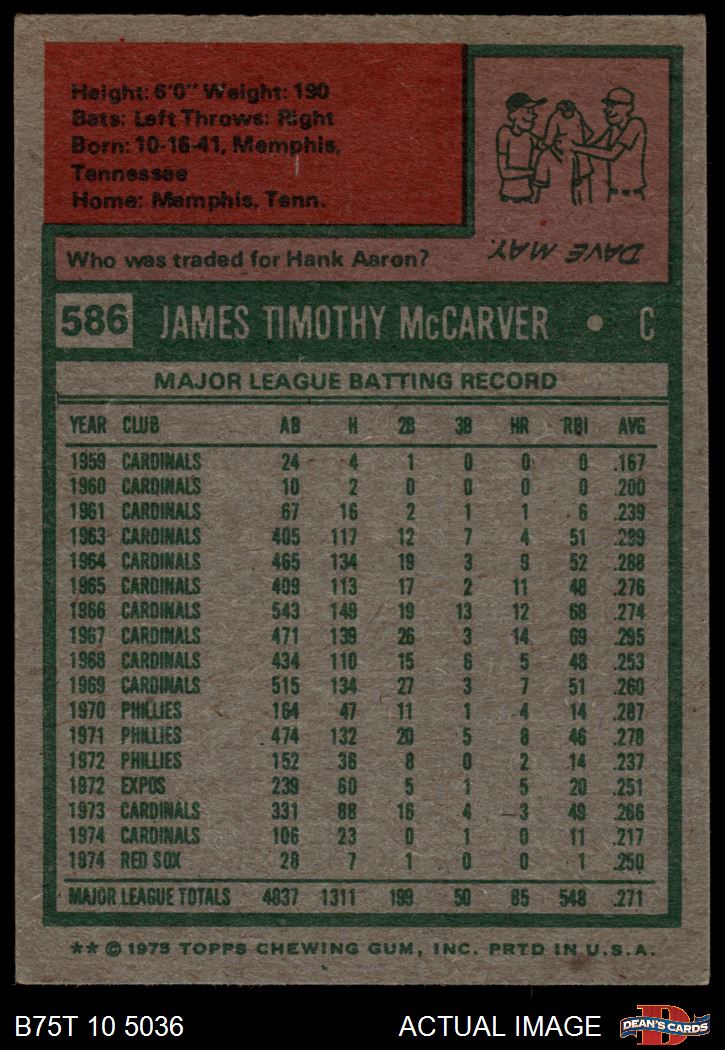 Height: 6'0" Weight: 190
Bats: Left Throws: Right
Born: 10-16-41, Memphis,
Tennessee
Home: Memphis, Tenn.
DAVE MAY.
Who was traded for Hank Aaron?
586 JAMES TIMOTHY McCARVER • C
MAJOR LEAGUE BATTING RECORD
YEAR CLUB AB H 2B 3B HR RBI AVG
1959 CARDINALS 24 4 1 0 0 0 .167
1960 CARDINALS 10 2 0 0 0 0 .200
1961 CARDINALS 67 16 2 1 1 6 .239
1963 CARDINALS 405 117 12 7 4 51 .289
1964 CARDINALS 465 134 19 3 9 52 .288
1965 CARDINALS 409 113 17 2 11 48 .276
1966 CARDINALS 543 149 19 13 12 68 .274
1967 CARDINALS 471 139 26 3 14 69 .295
1968 CARDINALS 434 110 15 6 5 48 .253
1969 CARDINALS 515 134 27 3 7 51 .260
1970 PHILLIES 164 47 11 1 4 14 .287
1971 PHILLIES 474 132 20 5 8 46 .278
1972 PHILLIES 152 36 8 0 2 14 .237
1972 EXPOS 239 60 5 1 5 20 .251
1973 CARDINALS 331 88 16 4 3 49 .266
1974 CARDINALS 106 23 0 1 0 11 .217
1974 RED SOX 28 7 1 0 0 1 .250
MAJOR LEAGUE TOTALS 4837 1311 199 50 85 548 .271
** © 1975 TOPPS CHEWING GUM, INC. PRTD IN U.S.A.
B75T 10 5036 ACTUAL IMAGE D DEAN'S CARDS